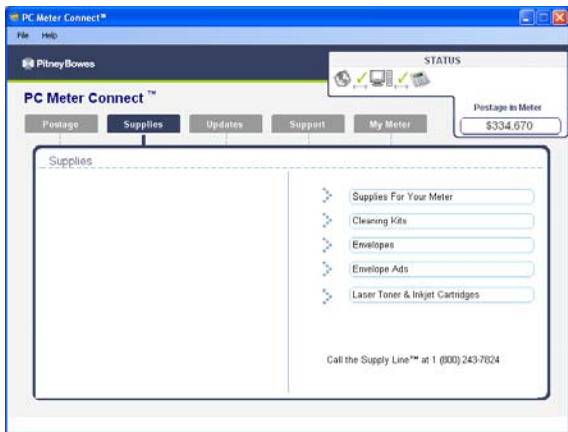 PC Meter Connect™
File Help
Pitney Bowes
STATUS
PC Meter Connect ™
Postage in Meter
$334.670
Postage Supplies Updates Support My Meter
Supplies
Supplies For Your Meter
Cleaning Kits
Envelopes
Envelope Ads
Laser Toner & Inkjet Cartridges
Call the Supply Line™ at 1 (800) 243-7824